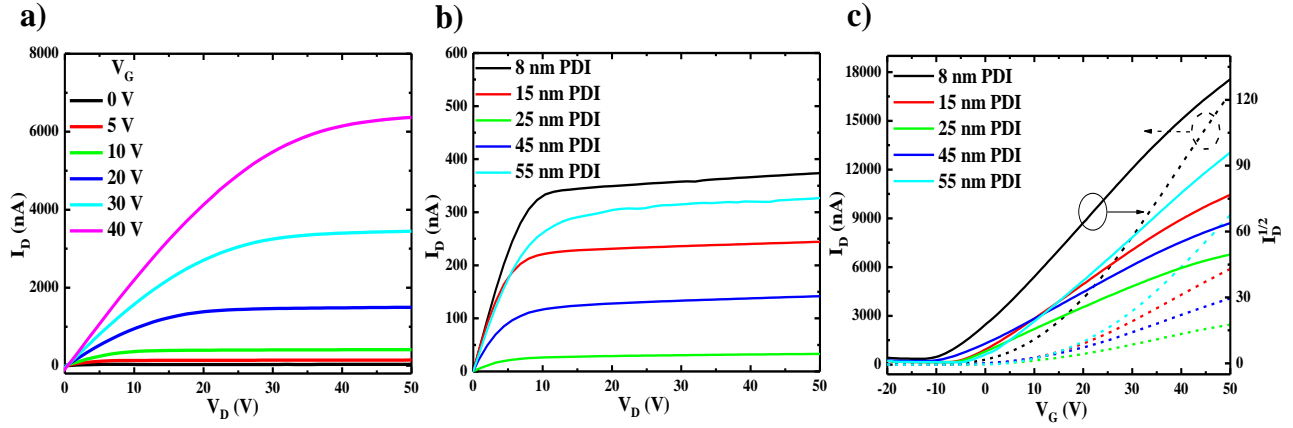 a)
8000
6000
4000
2000
0
I_D (nA)
V_G
0 V
5 V
10 V
20 V
30 V
40 V
0 10 20 30 40 50
V_D (V)
b)
600
500
400
350
300
250
200
150
100
50
0
I_D (nA)
8 nm PDI
15 nm PDI
25 nm PDI
45 nm PDI
55 nm PDI
0 10 20 30 40 50
V_D (V)
c)
18000
15000
12000
9000
6000
3000
0
I_D (nA)
8 nm PDI
15 nm PDI
25 nm PDI
45 nm PDI
55 nm PDI
120
90
60
30
0
I_D^1/2
-20 -10 0 10 20 30 40 50
V_G (V)